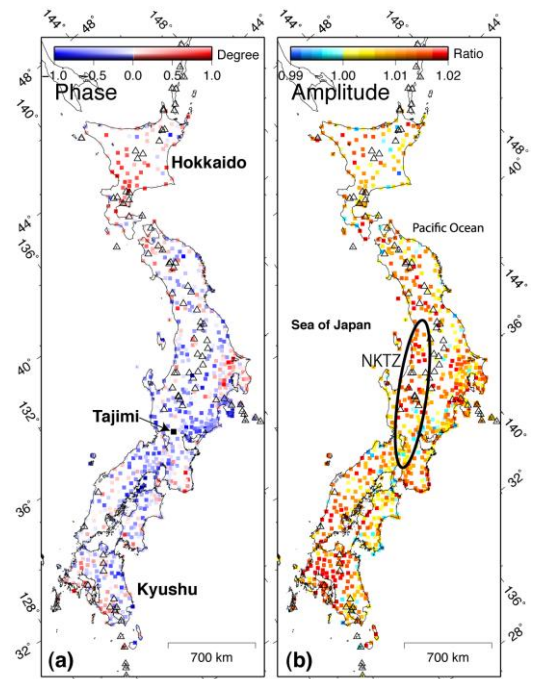 144° 148° 148° 44°
Degree
-1.0 -0.5 0.0 0.5 1.0
Phase
48°
140°
Hokkaido
44°
136°
40°
Tajimi
132°
36°
Kyushu
128°
32°
(a)
700 km
144° 148° 44°
Ratio
0.99 1.00 1.01 1.02
Amplitude
148°
40°
Pacific Ocean
144°
Sea of Japan
36°
NKTZ
140°
32°
136°
28°
(b)
700 km